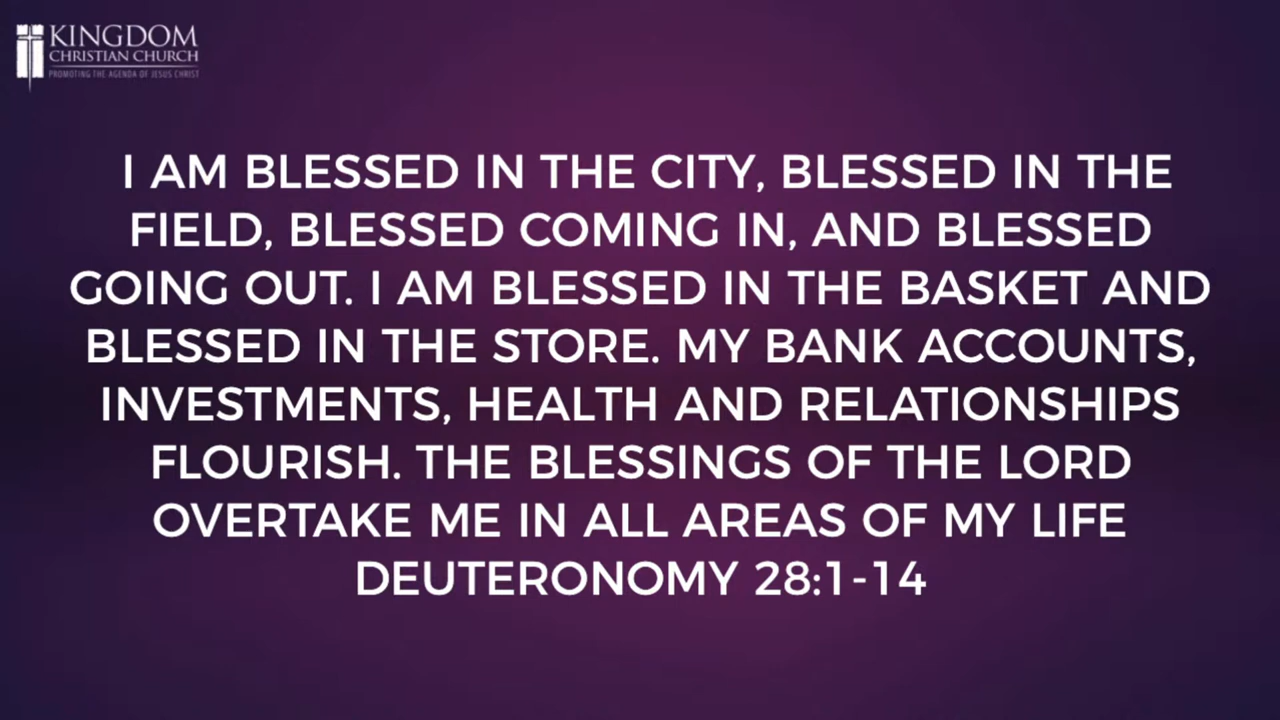 KINGDOM
CHRISTIAN CHURCH
PROMOTING THE AGENDA OF JESUS CHRIST
I AM BLESSED IN THE CITY, BLESSED IN THE
FIELD, BLESSED COMING IN, AND BLESSED
GOING OUT. I AM BLESSED IN THE BASKET AND
BLESSED IN THE STORE. MY BANK ACCOUNTS,
INVESTMENTS, HEALTH AND RELATIONSHIPS
FLOURISH. THE BLESSINGS OF THE LORD
OVERTAKE ME IN ALL AREAS OF MY LIFE
DEUTERONOMY 28:1-14